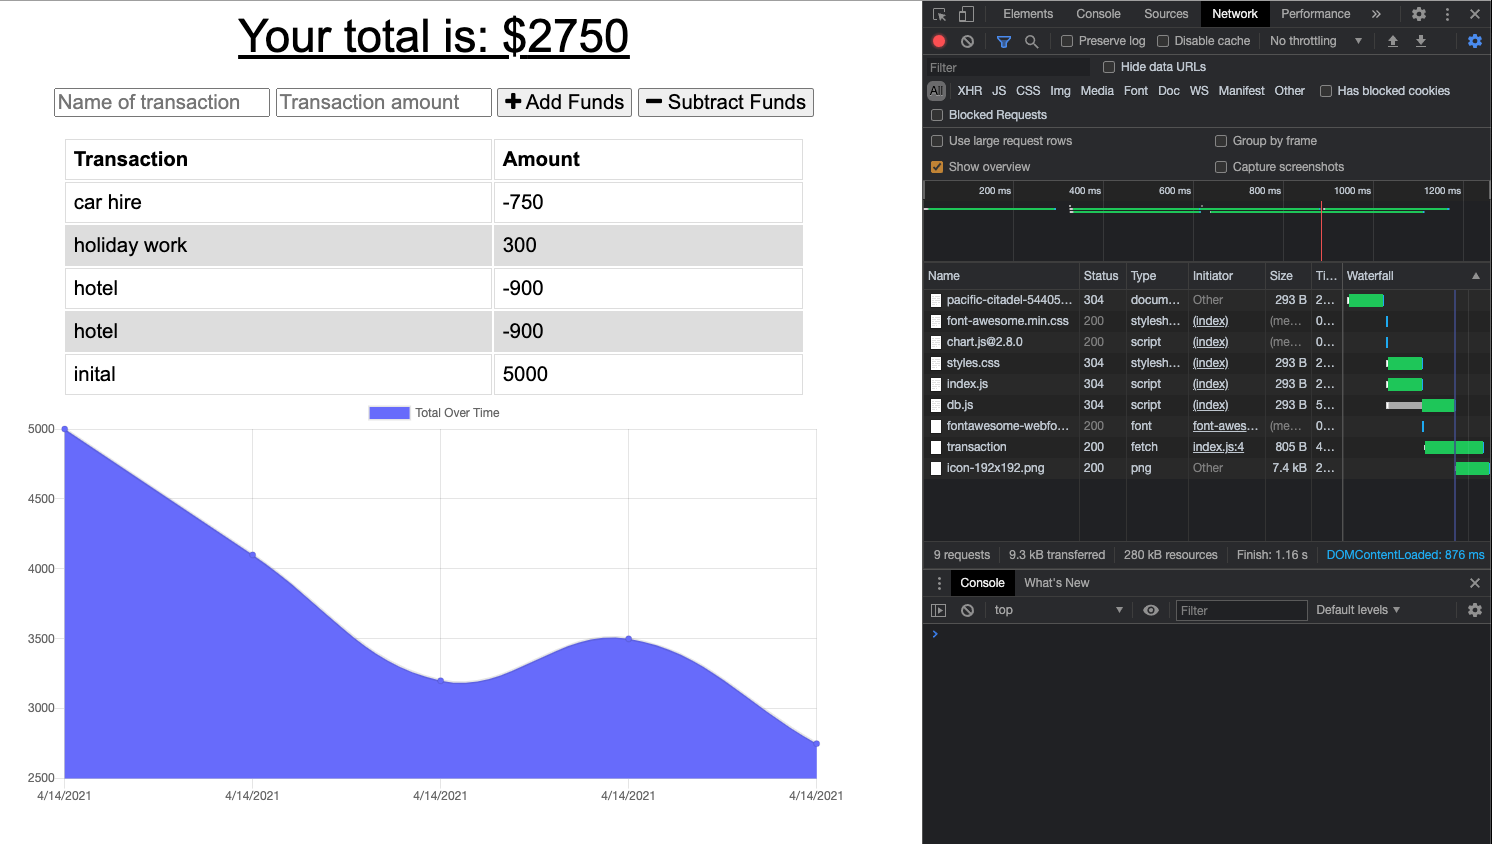 Your total is: $2750
Name of transaction Transaction amount Add Funds Subtract Funds
Transaction Amount
car hire -750
holiday work 300
hotel -900
hotel -900
inital 5000
Total Over Time
5000
4500
4000
3500
3000
2500
4/14/2021 4/14/2021 4/14/2021 4/14/2021 4/14/2021
Elements Console Sources Network Performance »
Preserve log Disable cache No throttling
Filter Hide data URLs
All XHR JS CSS Img Media Font Doc WS Manifest Other Has blocked cookies
Blocked Requests
Use large request rows Group by frame
Show overview Capture screenshots
200 ms 400 ms 600 ms 800 ms 1000 ms 1200 ms
Name Status Type Initiator Size Ti... Waterfall
pacific-citadel-54405... 304 docum... Other 293 B 2...
font-awesome.min.css 200 stylesh... (index) (me... 0...
chart.js@2.8.0 200 script (index) (me... 0...
styles.css 304 stylesh... (index) 293 B 2...
index.js 304 script (index) 293 B 2...
db.js 304 script (index) 293 B 5...
fontawesome-webfo... 200 font font-awes... (me... 0...
transaction 200 fetch index.js:4 805 B 4...
icon-192x192.png 200 png Other 7.4 kB 2...
9 requests 9.3 kB transferred 280 kB resources Finish: 1.16 s DOMContentLoaded: 876 ms
Console What's New
top Filter Default levels